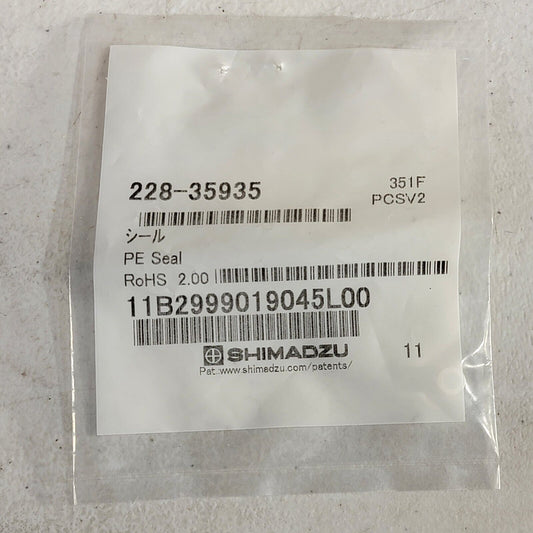 228-35935
351F
PCSV2
シール
PE Seal
RoHS 2.00
11B2999019045L00
SHIMADZU
11
Pat.:www.shimadzu.com/patents/